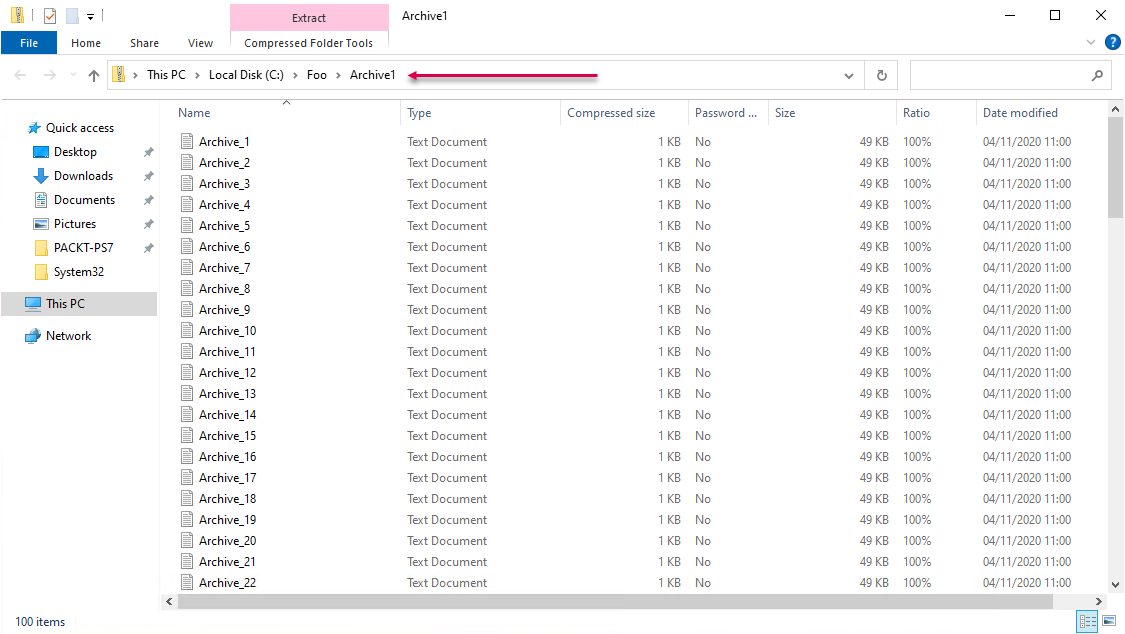 Extract Archive1
File Home Share View Compressed Folder Tools ?
This PC > Local Disk (C:) > Foo > Archive1
Name Type Compressed size Password ... Size Ratio Date modified
Quick access
Desktop
Downloads
Documents
Pictures
PACKT-PS7
System32
This PC
Network
Archive_1 Text Document 1 KB No 49 KB 100% 04/11/2020 11:00
Archive_2 Text Document 1 KB No 49 KB 100% 04/11/2020 11:00
Archive_3 Text Document 1 KB No 49 KB 100% 04/11/2020 11:00
Archive_4 Text Document 1 KB No 49 KB 100% 04/11/2020 11:00
Archive_5 Text Document 1 KB No 49 KB 100% 04/11/2020 11:00
Archive_6 Text Document 1 KB No 49 KB 100% 04/11/2020 11:00
Archive_7 Text Document 1 KB No 49 KB 100% 04/11/2020 11:00
Archive_8 Text Document 1 KB No 49 KB 100% 04/11/2020 11:00
Archive_9 Text Document 1 KB No 49 KB 100% 04/11/2020 11:00
Archive_10 Text Document 1 KB No 49 KB 100% 04/11/2020 11:00
Archive_11 Text Document 1 KB No 49 KB 100% 04/11/2020 11:00
Archive_12 Text Document 1 KB No 49 KB 100% 04/11/2020 11:00
Archive_13 Text Document 1 KB No 49 KB 100% 04/11/2020 11:00
Archive_14 Text Document 1 KB No 49 KB 100% 04/11/2020 11:00
Archive_15 Text Document 1 KB No 49 KB 100% 04/11/2020 11:00
Archive_16 Text Document 1 KB No 49 KB 100% 04/11/2020 11:00
Archive_17 Text Document 1 KB No 49 KB 100% 04/11/2020 11:00
Archive_18 Text Document 1 KB No 49 KB 100% 04/11/2020 11:00
Archive_19 Text Document 1 KB No 49 KB 100% 04/11/2020 11:00
Archive_20 Text Document 1 KB No 49 KB 100% 04/11/2020 11:00
Archive_21 Text Document 1 KB No 49 KB 100% 04/11/2020 11:00
Archive_22 Text Document 1 KB No 49 KB 100% 04/11/2020 11:00
100 items